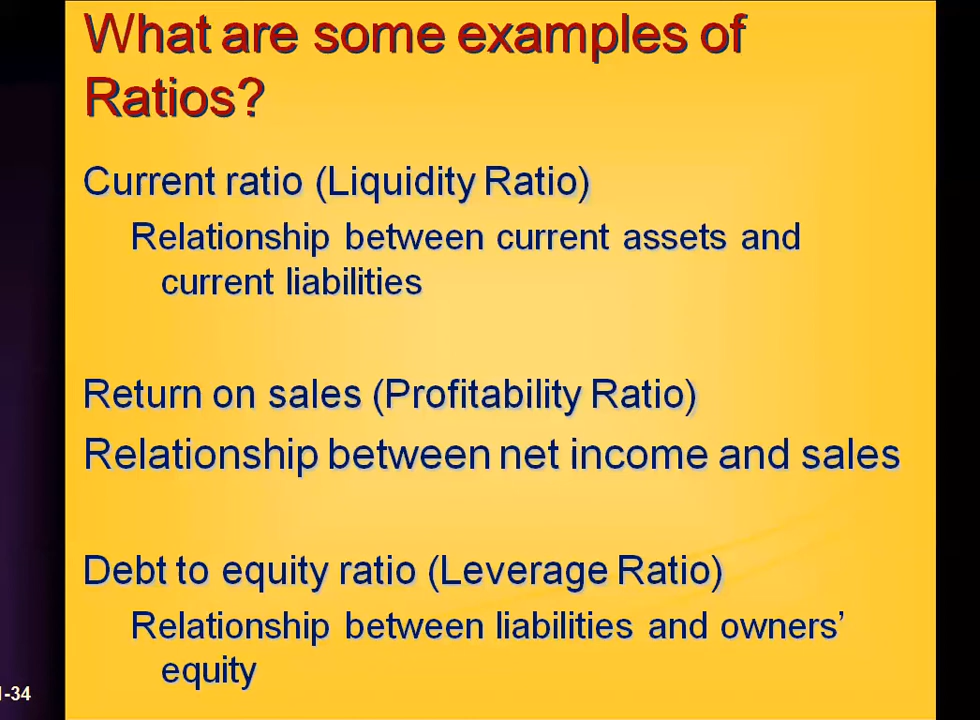 What are some examples of
Ratios?
Current ratio (Liquidity Ratio)
Relationship between current assets and
current liabilities
Return on sales (Profitability Ratio)
Relationship between net income and sales
Debt to equity ratio (Leverage Ratio)
Relationship between liabilities and owners’
equity
-34